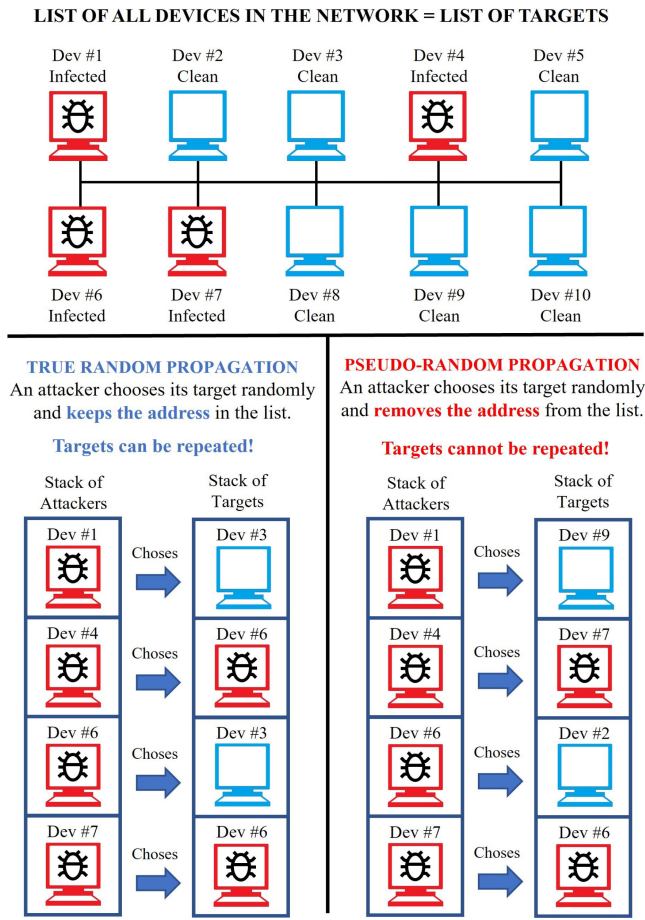 LIST OF ALL DEVICES IN THE NETWORK = LIST OF TARGETS
Dev #1 Dev #2 Dev #3 Dev #4 Dev #5
Infected Clean Clean Infected Clean
Dev #6 Dev #7 Dev #8 Dev #9 Dev #10
Infected Infected Clean Clean Clean
TRUE RANDOM PROPAGATION
An attacker chooses its target randomly
and keeps the address in the list.
Targets can be repeated!
Stack of Attackers
Stack of Targets
Dev #1 Choses Dev #3
Dev #4 Choses Dev #6
Dev #6 Choses Dev #3
Dev #7 Choses Dev #6
PSEUDO-RANDOM PROPAGATION
An attacker chooses its target randomly
and removes the address from the list.
Targets cannot be repeated!
Stack of Attackers
Stack of Targets
Dev #1 Choses Dev #9
Dev #4 Choses Dev #7
Dev #6 Choses Dev #2
Dev #7 Choses Dev #6